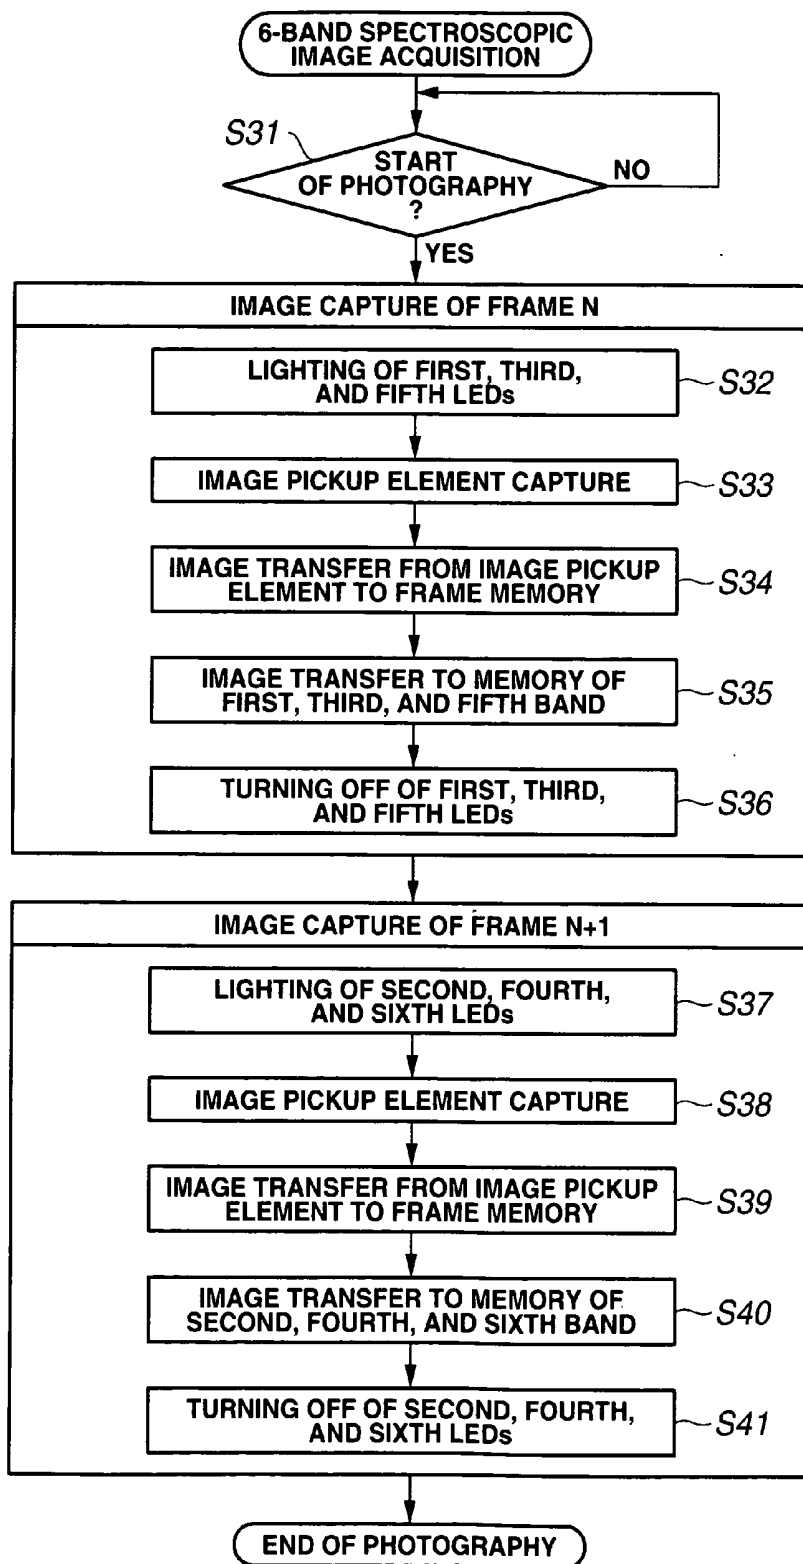 6-BAND SPECTROSCOPIC
IMAGE ACQUISITION
S31
START
OF PHOTOGRAPHY
?
NO
YES
IMAGE CAPTURE OF FRAME N
LIGHTING OF FIRST, THIRD,
AND FIFTH LEDs
S32
IMAGE PICKUP ELEMENT CAPTURE
S33
IMAGE TRANSFER FROM IMAGE PICKUP
ELEMENT TO FRAME MEMORY
S34
IMAGE TRANSFER TO MEMORY OF
FIRST, THIRD, AND FIFTH BAND
S35
TURNING OFF OF FIRST, THIRD,
AND FIFTH LEDs
S36
IMAGE CAPTURE OF FRAME N+1
LIGHTING OF SECOND, FOURTH,
AND SIXTH LEDs
S37
IMAGE PICKUP ELEMENT CAPTURE
S38
IMAGE TRANSFER FROM IMAGE PICKUP
ELEMENT TO FRAME MEMORY
S39
IMAGE TRANSFER TO MEMORY OF
SECOND, FOURTH, AND SIXTH BAND
S40
TURNING OFF OF SECOND, FOURTH,
AND SIXTH LEDs
S41
END OF PHOTOGRAPHY